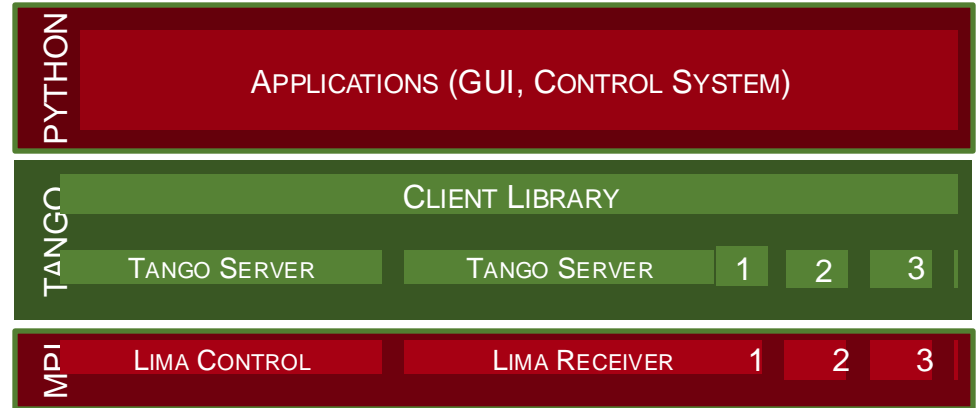 PYTHON
APPLICATIONS (GUI, CONTROL SYSTEM)
TANGO
CLIENT LIBRARY
TANGO SERVER
TANGO SERVER 1 2 3
MPI
LIMA CONTROL
LIMA RECEIVER 1 2 3